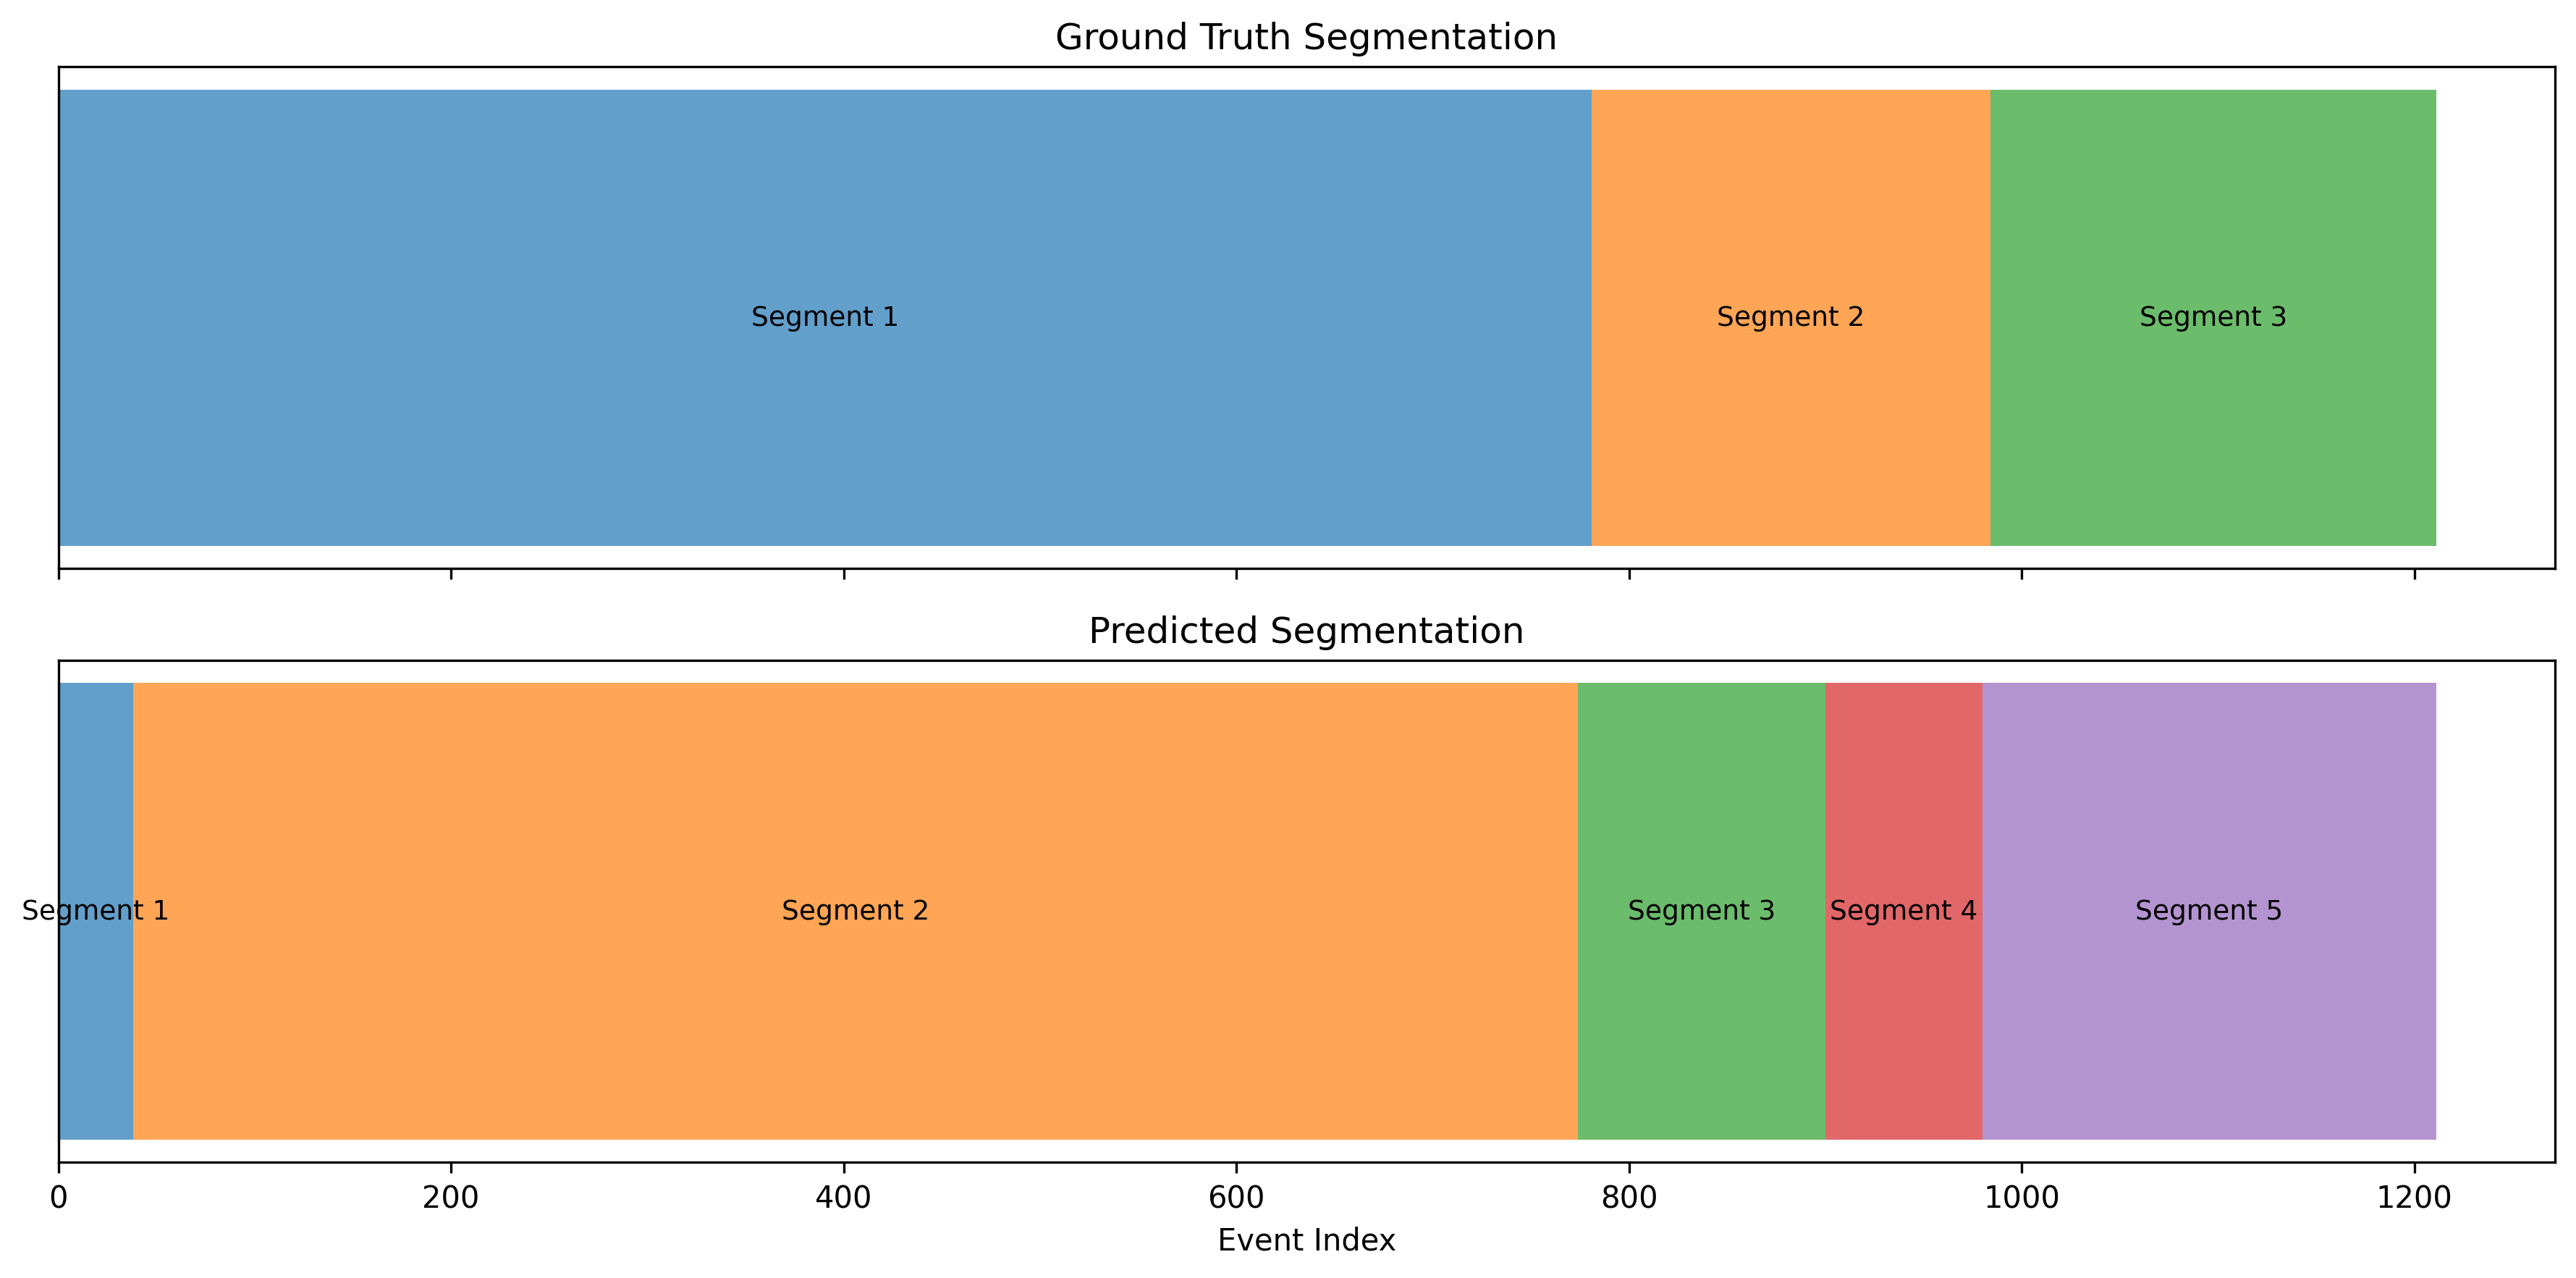 Ground Truth Segmentation
Segment 1 Segment 2 Segment 3
Predicted Segmentation
Segment 1 Segment 2 Segment 3 Segment 4 Segment 5
0 200 400 600 800 1000 1200
Event Index